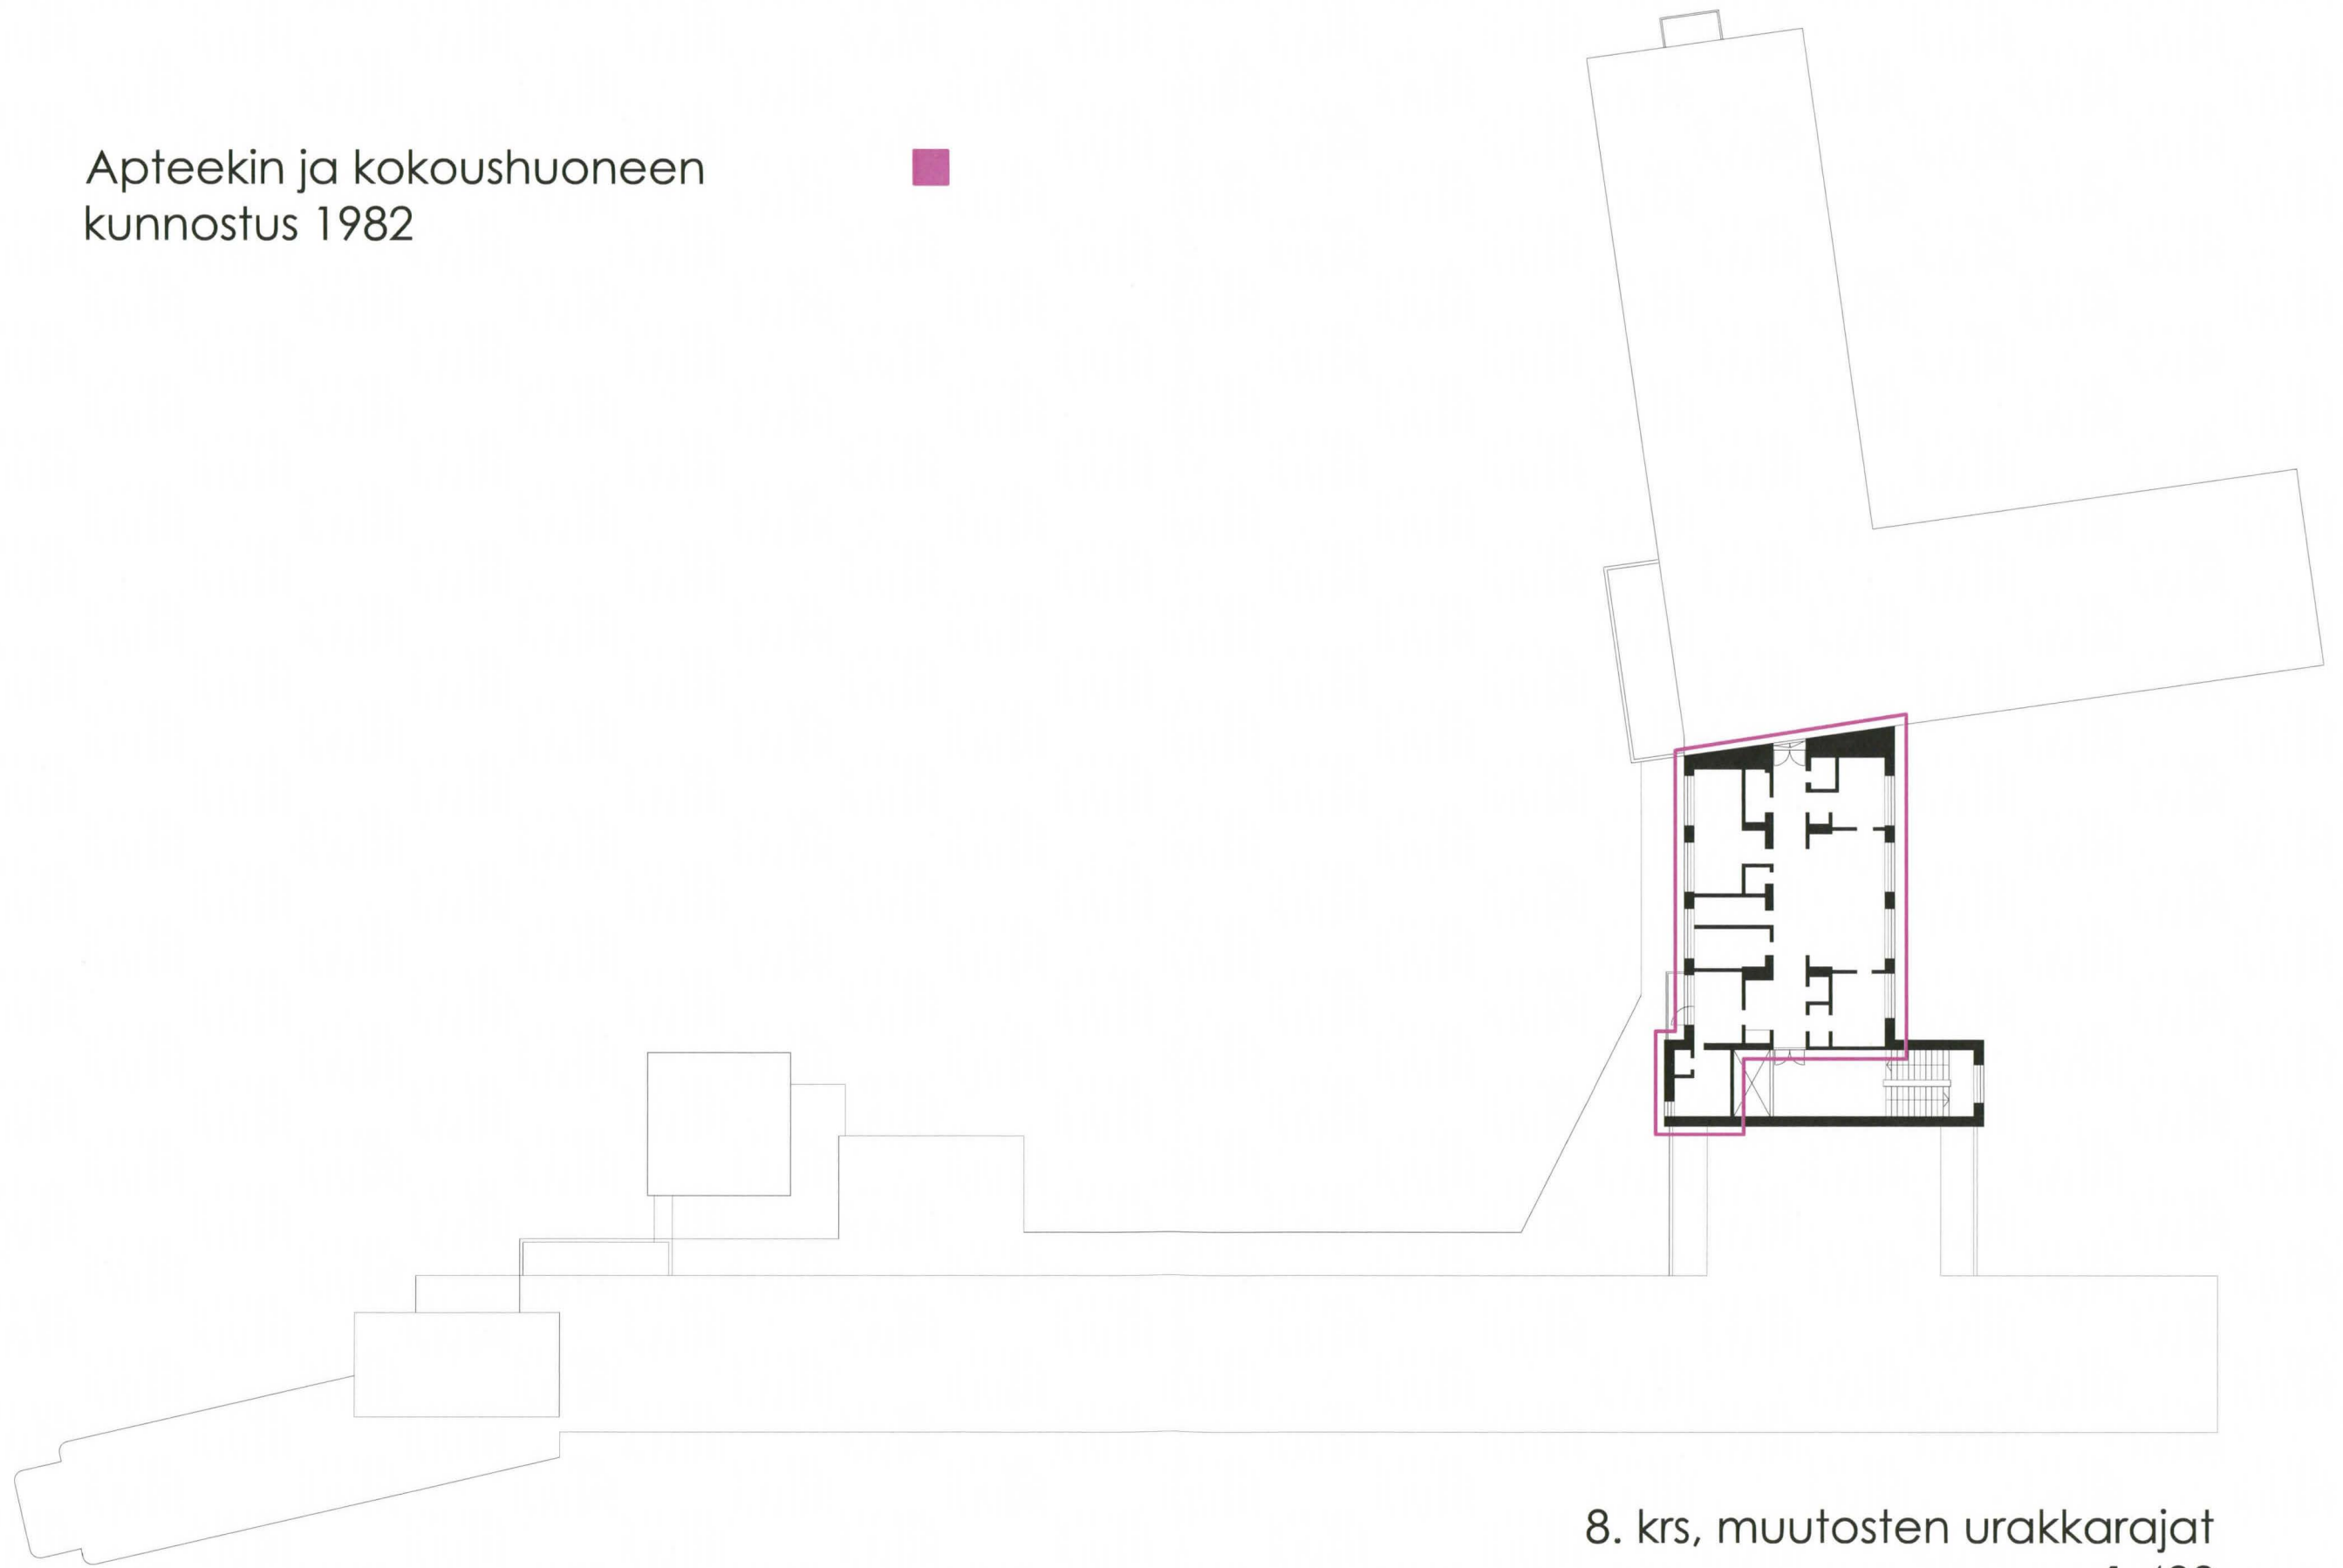 Apteekin ja kokoushuoneen
kunnostus 1982
8. krs, muutosten urakkarajat